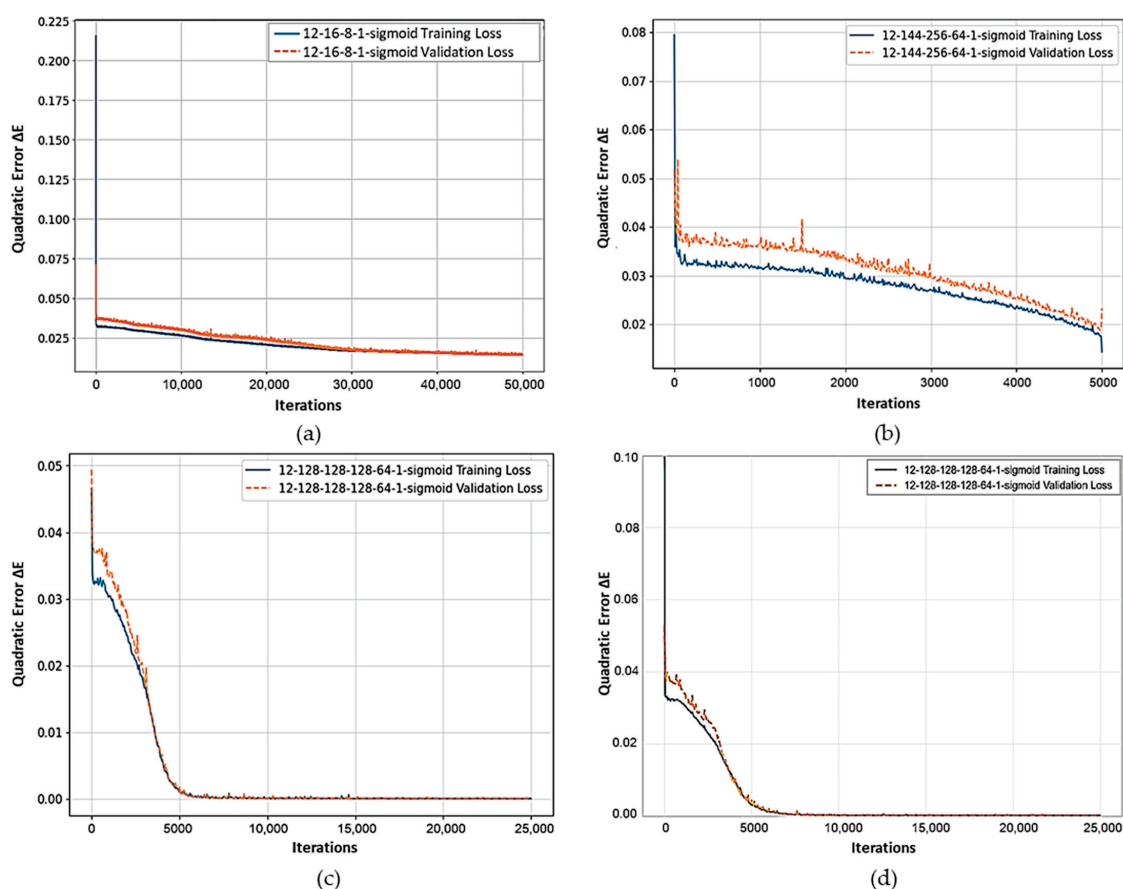 0.225
0.200
0.175
0.150
0.125
0.100
0.075
0.050
0.025
Quadratic Error ΔE
12-16-8-1-sigmoid Training Loss
12-16-8-1-sigmoid Validation Loss
0 10,000 20,000 30,000 40,000 50,000
Iterations
(a)
0.08
0.07
0.06
0.05
0.04
0.03
0.02
Quadratic Error ΔE
12-144-256-64-1-sigmoid Training Loss
12-144-256-64-1-sigmoid Validation Loss
0 1000 2000 3000 4000 5000
Iterations
(b)
0.05
0.04
0.03
0.02
0.01
0.00
Quadratic Error ΔE
12-128-128-128-64-1-sigmoid Training Loss
12-128-128-128-64-1-sigmoid Validation Loss
0 5000 10,000 15,000 20,000 25,000
Iterations
(c)
0.10
0.08
0.06
0.04
0.02
0.00
Quadratic Error ΔE
12-128-128-128-64-1-sigmoid Training Loss
12-128-128-128-64-1-sigmoid Validation Loss
0 5000 10,000 15,000 20,000 25,000
Iterations
(d)